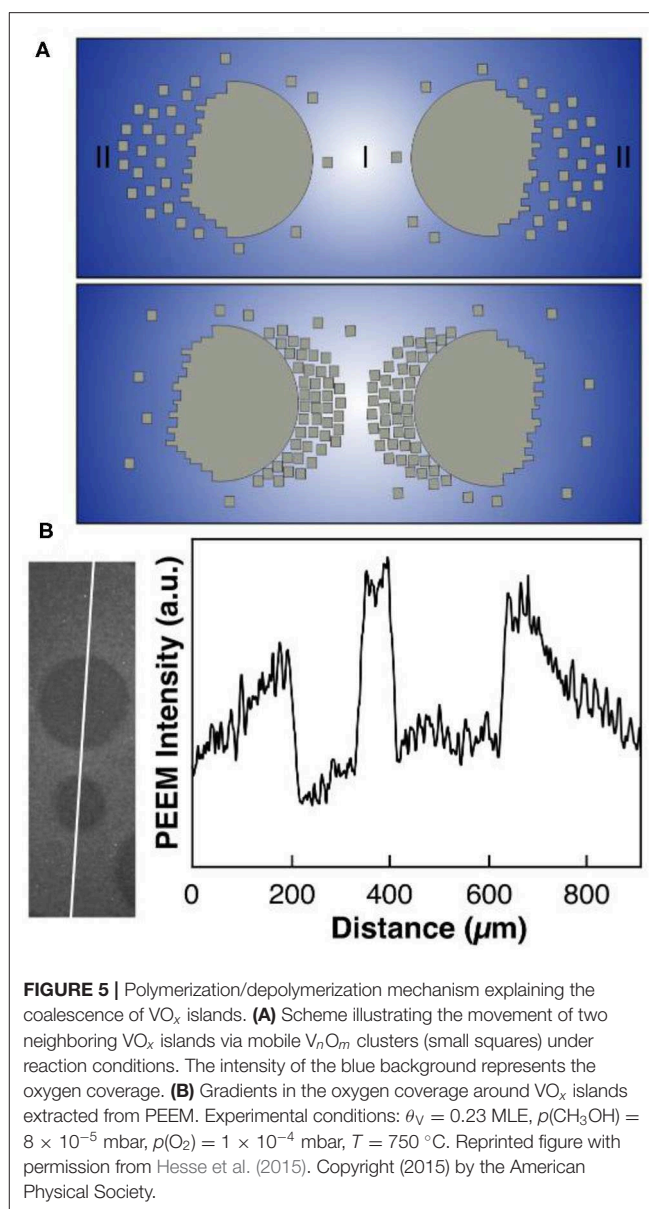 A
II
I
II
B
PEEM Intensity (a.u.)
0
200
400
600
800
Distance (µm)
FIGURE 5 | Polymerization/depolymerization mechanism explaining the
coalescence of VOₓ islands. (A) Scheme illustrating the movement of two
neighboring VOₓ islands via mobile VₙOₘ clusters (small squares) under
reaction conditions. The intensity of the blue background represents the
oxygen coverage. (B) Gradients in the oxygen coverage around VOₓ islands
extracted from PEEM. Experimental conditions: θV = 0.23 MLE, p(CH₃OH) =
8 × 10⁻⁵ mbar, p(O₂) = 1 × 10⁻⁴ mbar, T = 750 °C. Reprinted figure with
permission from Hesse et al. (2015). Copyright (2015) by the American
Physical Society.